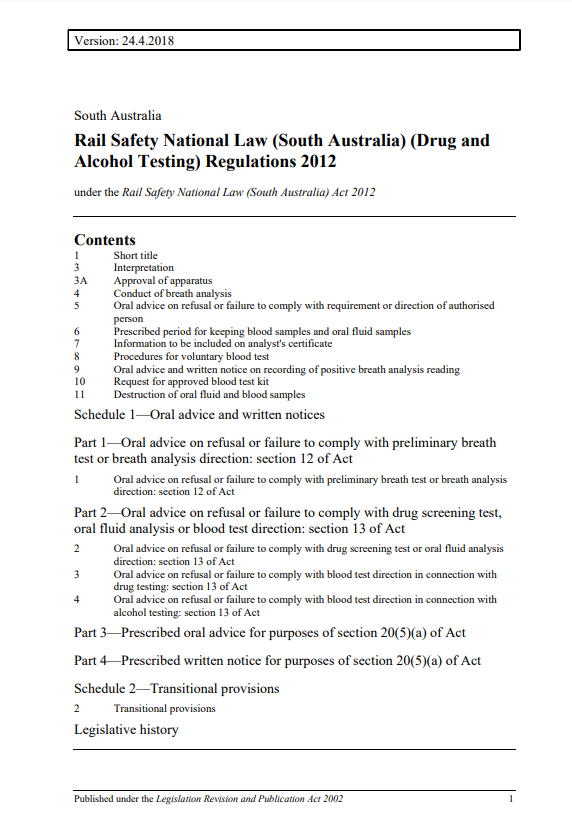 Version: 24.4.2018
South Australia
Rail Safety National Law (South Australia) (Drug and
Alcohol Testing) Regulations 2012
under the Rail Safety National Law (South Australia) Act 2012
Contents
1 Short title
3 Interpretation
3A Approval of apparatus
4 Conduct of breath analysis
5 Oral advice on refusal or failure to comply with requirement or direction of authorised
person
6 Prescribed period for keeping blood samples and oral fluid samples
7 Information to be included on analyst's certificate
8 Procedures for voluntary blood test
9 Oral advice and written notice on recording of positive breath analysis reading
10 Request for approved blood test kit
11 Destruction of oral fluid and blood samples
Schedule 1—Oral advice and written notices
Part 1—Oral advice on refusal or failure to comply with preliminary breath
test or breath analysis direction: section 12 of Act
1 Oral advice on refusal or failure to comply with preliminary breath test or breath analysis
direction: section 12 of Act
Part 2—Oral advice on refusal or failure to comply with drug screening test,
oral fluid analysis or blood test direction: section 13 of Act
2 Oral advice on refusal or failure to comply with drug screening test or oral fluid analysis
direction: section 13 of Act
3 Oral advice on refusal or failure to comply with blood test direction in connection with
drug testing: section 13 of Act
4 Oral advice on refusal or failure to comply with blood test direction in connection with
alcohol testing: section 13 of Act
Part 3—Prescribed oral advice for purposes of section 20(5)(a) of Act
Part 4—Prescribed written notice for purposes of section 20(5)(a) of Act
Schedule 2—Transitional provisions
2 Transitional provisions
Legislative history
Published under the Legislation Revision and Publication Act 2002 1